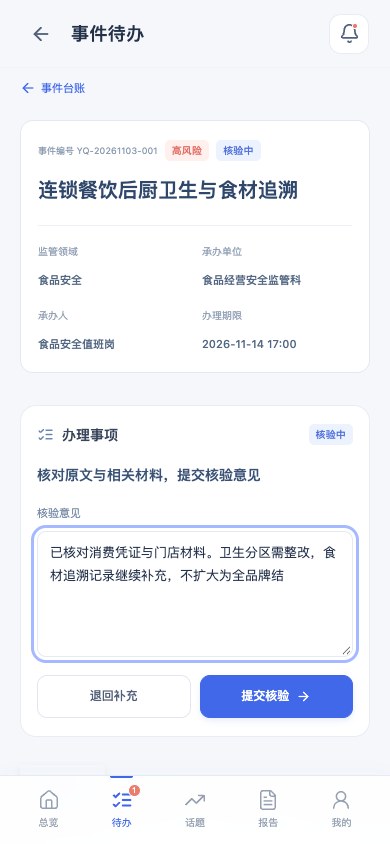 事件待办
事件台账
事件编号 YQ-20261103-001 高风险 核验中
连锁餐饮后厨卫生与食材追溯
监管领域 承办单位
食品安全 食品经营安全监管科
承办人 办理期限
食品安全值班岗 2026-11-14 17:00
办理事项 核验中
核对原文与相关材料，提交核验意见
核验意见
已核对消费凭证与门店材料。卫生分区需整改，食
材追溯记录继续补充，不扩大为全品牌结
退回补充 提交核验
1
总览 待办 话题 报告 我的